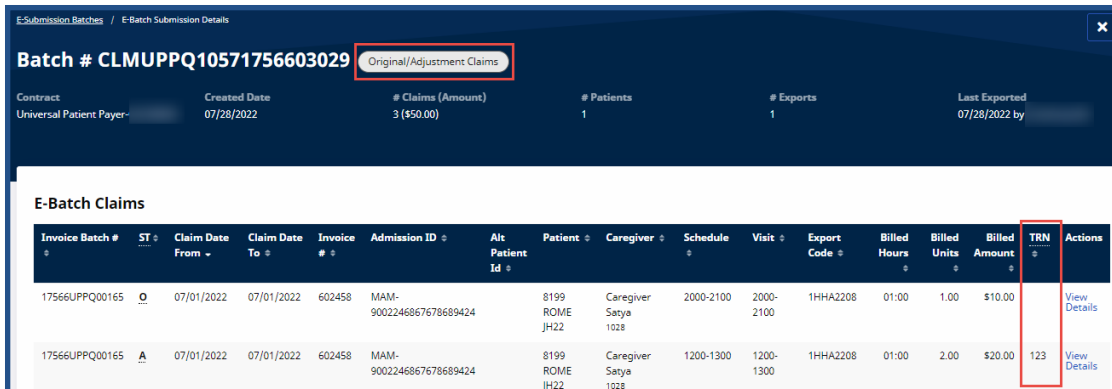 E-Submission Batches / E-Batch Submission Details
Batch # CLMUPPQ10571756603029 Original/Adjustment Claims
Contract Created Date # Claims (Amount) # Patients # Exports Last Exported
Universal Patient Payer- 07/28/2022 3 ($50.00) 1 1 07/28/2022 by
E-Batch Claims
Invoice Batch # ST Claim Date From Claim Date To Invoice # Admission ID Alt Patient Id Patient Caregiver Schedule Visit Export Code Billed Hours Billed Units Billed Amount TRN Actions
17566UPPQ00165 O 07/01/2022 07/01/2022 602458 MAM- 8199 Caregiver 2000-2100 2000- 1HHA2208 01:00 1.00 $10.00 View
9002246867678689424 ROME Satya 2100 Details
JH22 1028
17566UPPQ00165 A 07/01/2022 07/01/2022 602458 MAM- 8199 Caregiver 1200-1300 1200- 1HHA2208 01:00 2.00 $20.00 123 View
9002246867678689424 ROME Satya 1300 Details
JH22 1028